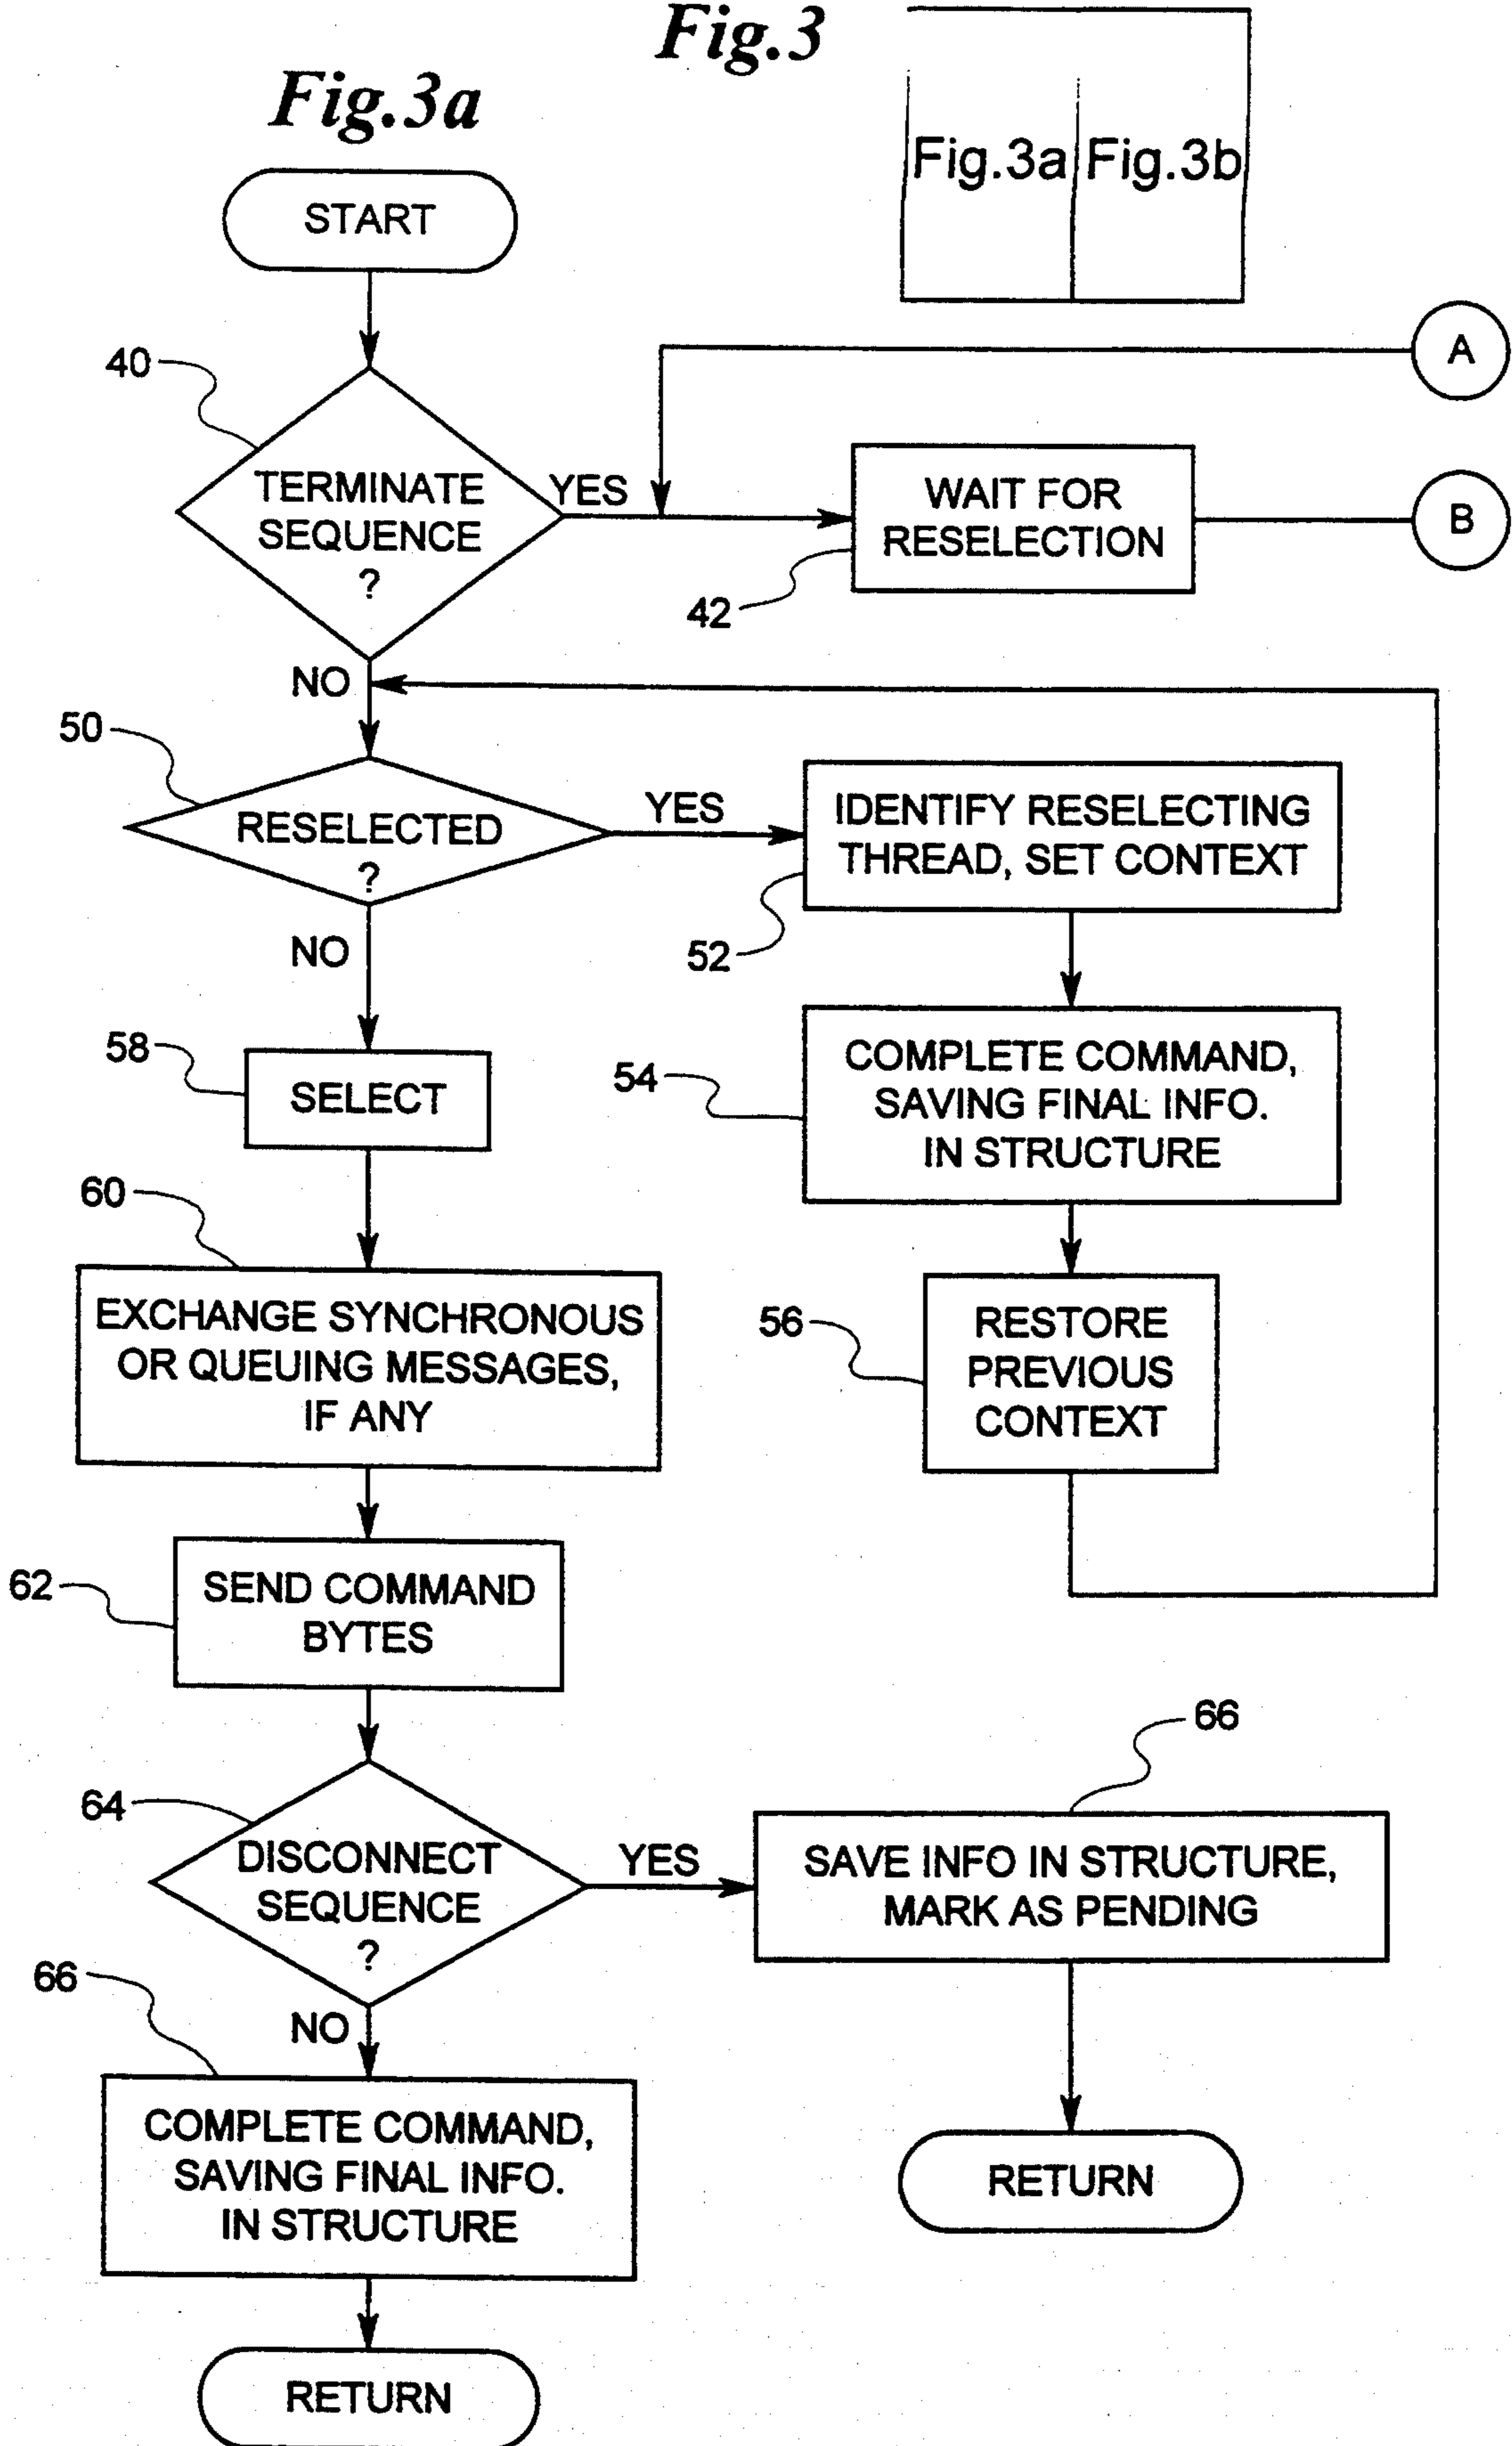 Fig.3
Fig.3a
Fig.3a
Fig.3b
START
A
40
TERMINATE
SEQUENCE
?
YES
WAIT FOR
RESELECTION
B
42
NO
50
RESELECTED
?
YES
IDENTIFY RESELECTING
THREAD, SET CONTEXT
52
NO
58
SELECT
54
COMPLETE COMMAND,
SAVING FINAL INFO.
IN STRUCTURE
60
EXCHANGE SYNCHRONOUS
OR QUEUING MESSAGES,
IF ANY
56
RESTORE
PREVIOUS
CONTEXT
62
SEND COMMAND
BYTES
64
DISCONNECT
SEQUENCE
?
YES
66
SAVE INFO IN STRUCTURE,
MARK AS PENDING
66
NO
COMPLETE COMMAND,
SAVING FINAL INFO.
IN STRUCTURE
RETURN
RETURN